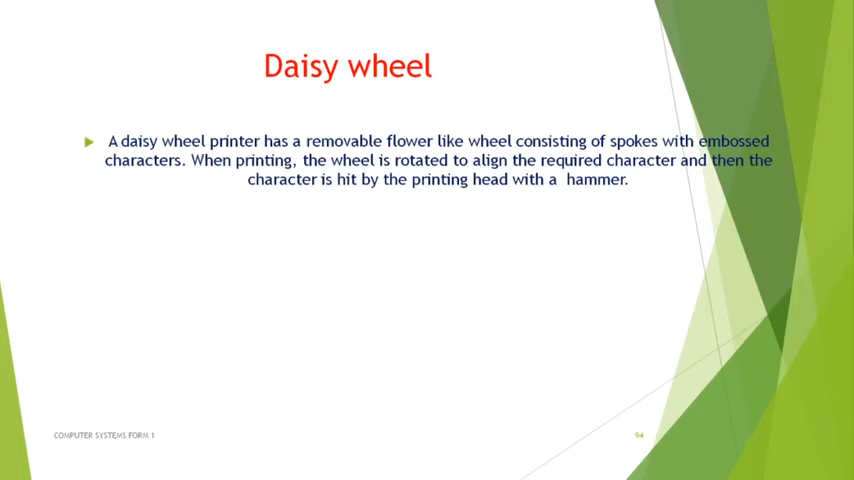 Daisy wheel
A daisy wheel printer has a removable flower like wheel consisting of spokes with embossed
characters. When printing, the wheel is rotated to align the required character and then the
character is hit by the printing head with a hammer.
COMPUTER SYSTEMS FORM 1
94